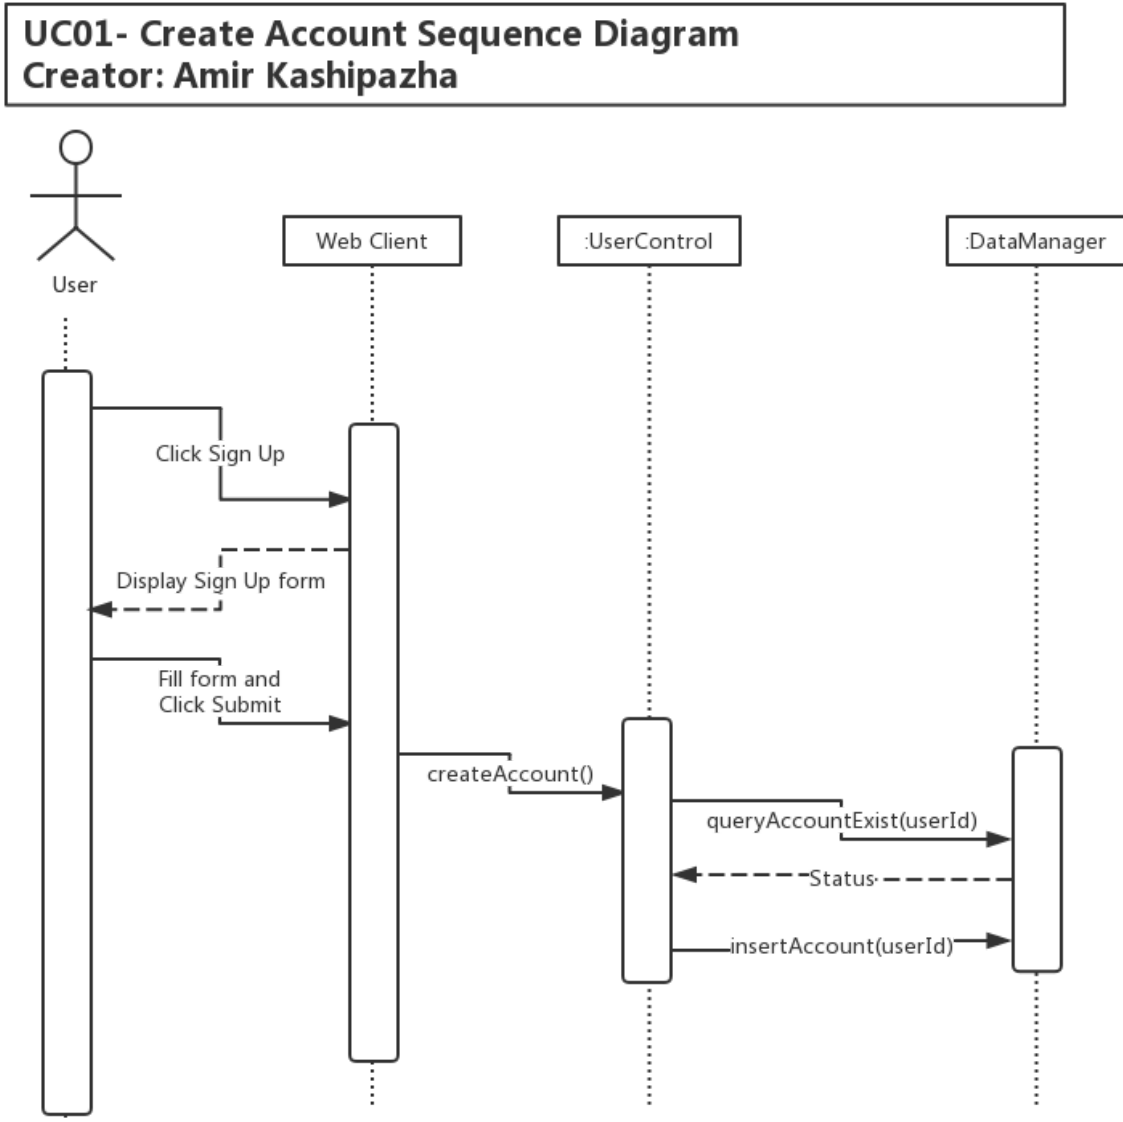 UC01- Create Account Sequence Diagram
Creator: Amir Kashipazha
User
Web Client
:UserControl
:DataManager
Click Sign Up
Display Sign Up form
Fill form and
Click Submit
createAccount()
queryAccountExist(userId)
Status
insertAccount(userId)